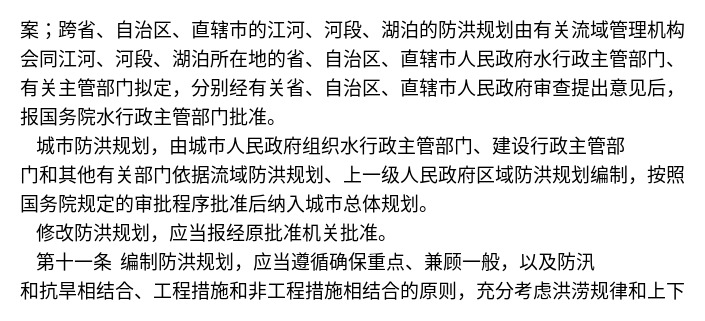 案；跨省、自治区、直辖市的江河、河段、湖泊的防洪规划由有关流域管理机构
会同江河、河段、湖泊所在地的省、自治区、直辖市人民政府水行政主管部门、
有关主管部门拟定，分别经有关省、自治区、直辖市人民政府审查提出意见后，
报国务院水行政主管部门批准。
城市防洪规划，由城市人民政府组织水行政主管部门、建设行政主管部
门和其他有关部门依据流域防洪规划、上一级人民政府区域防洪规划编制，按照
国务院规定的审批程序批准后纳入城市总体规划。
修改防洪规划，应当报经原批准机关批准。
第十一条 编制防洪规划，应当遵循确保重点、兼顾一般，以及防汛
和抗旱相结合、工程措施和非工程措施相结合的原则，充分考虑洪涝规律和上下